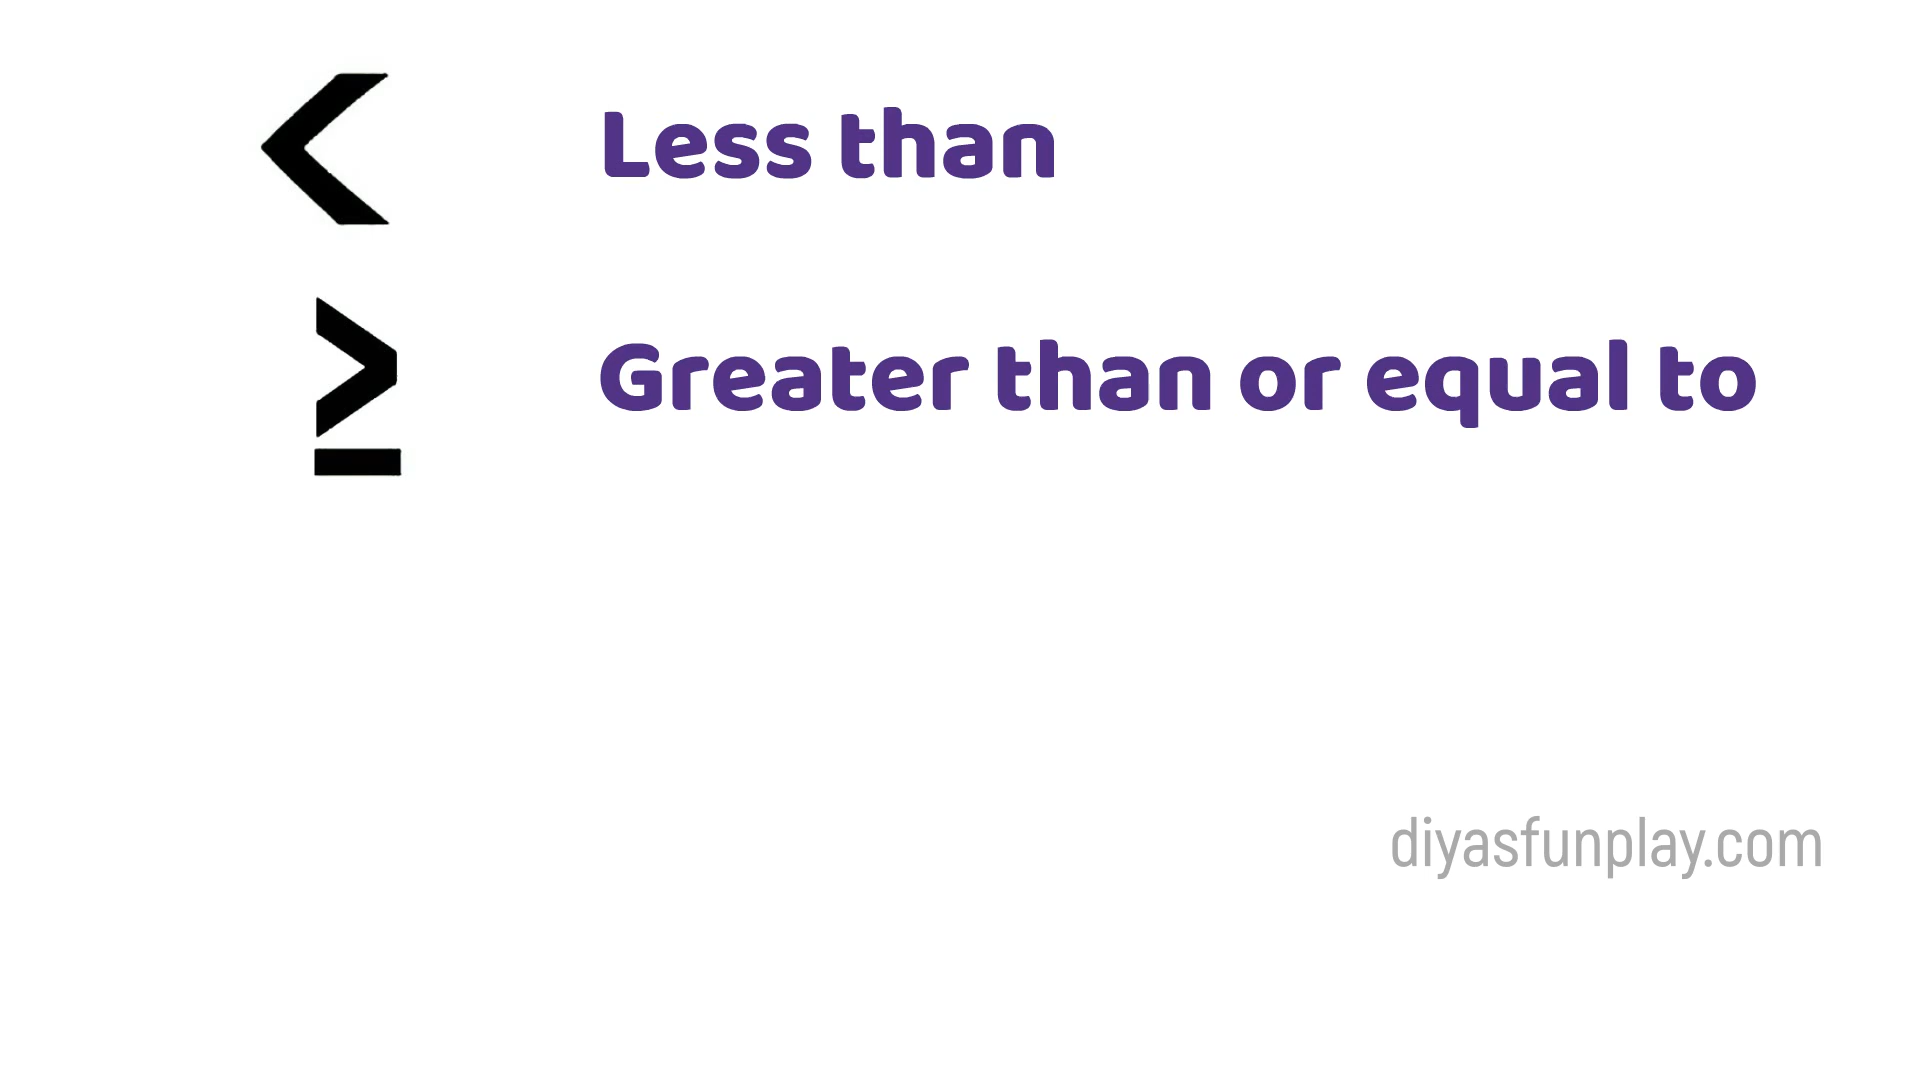 < Less than
≥ Greater than or equal to
diyasfunplay.com